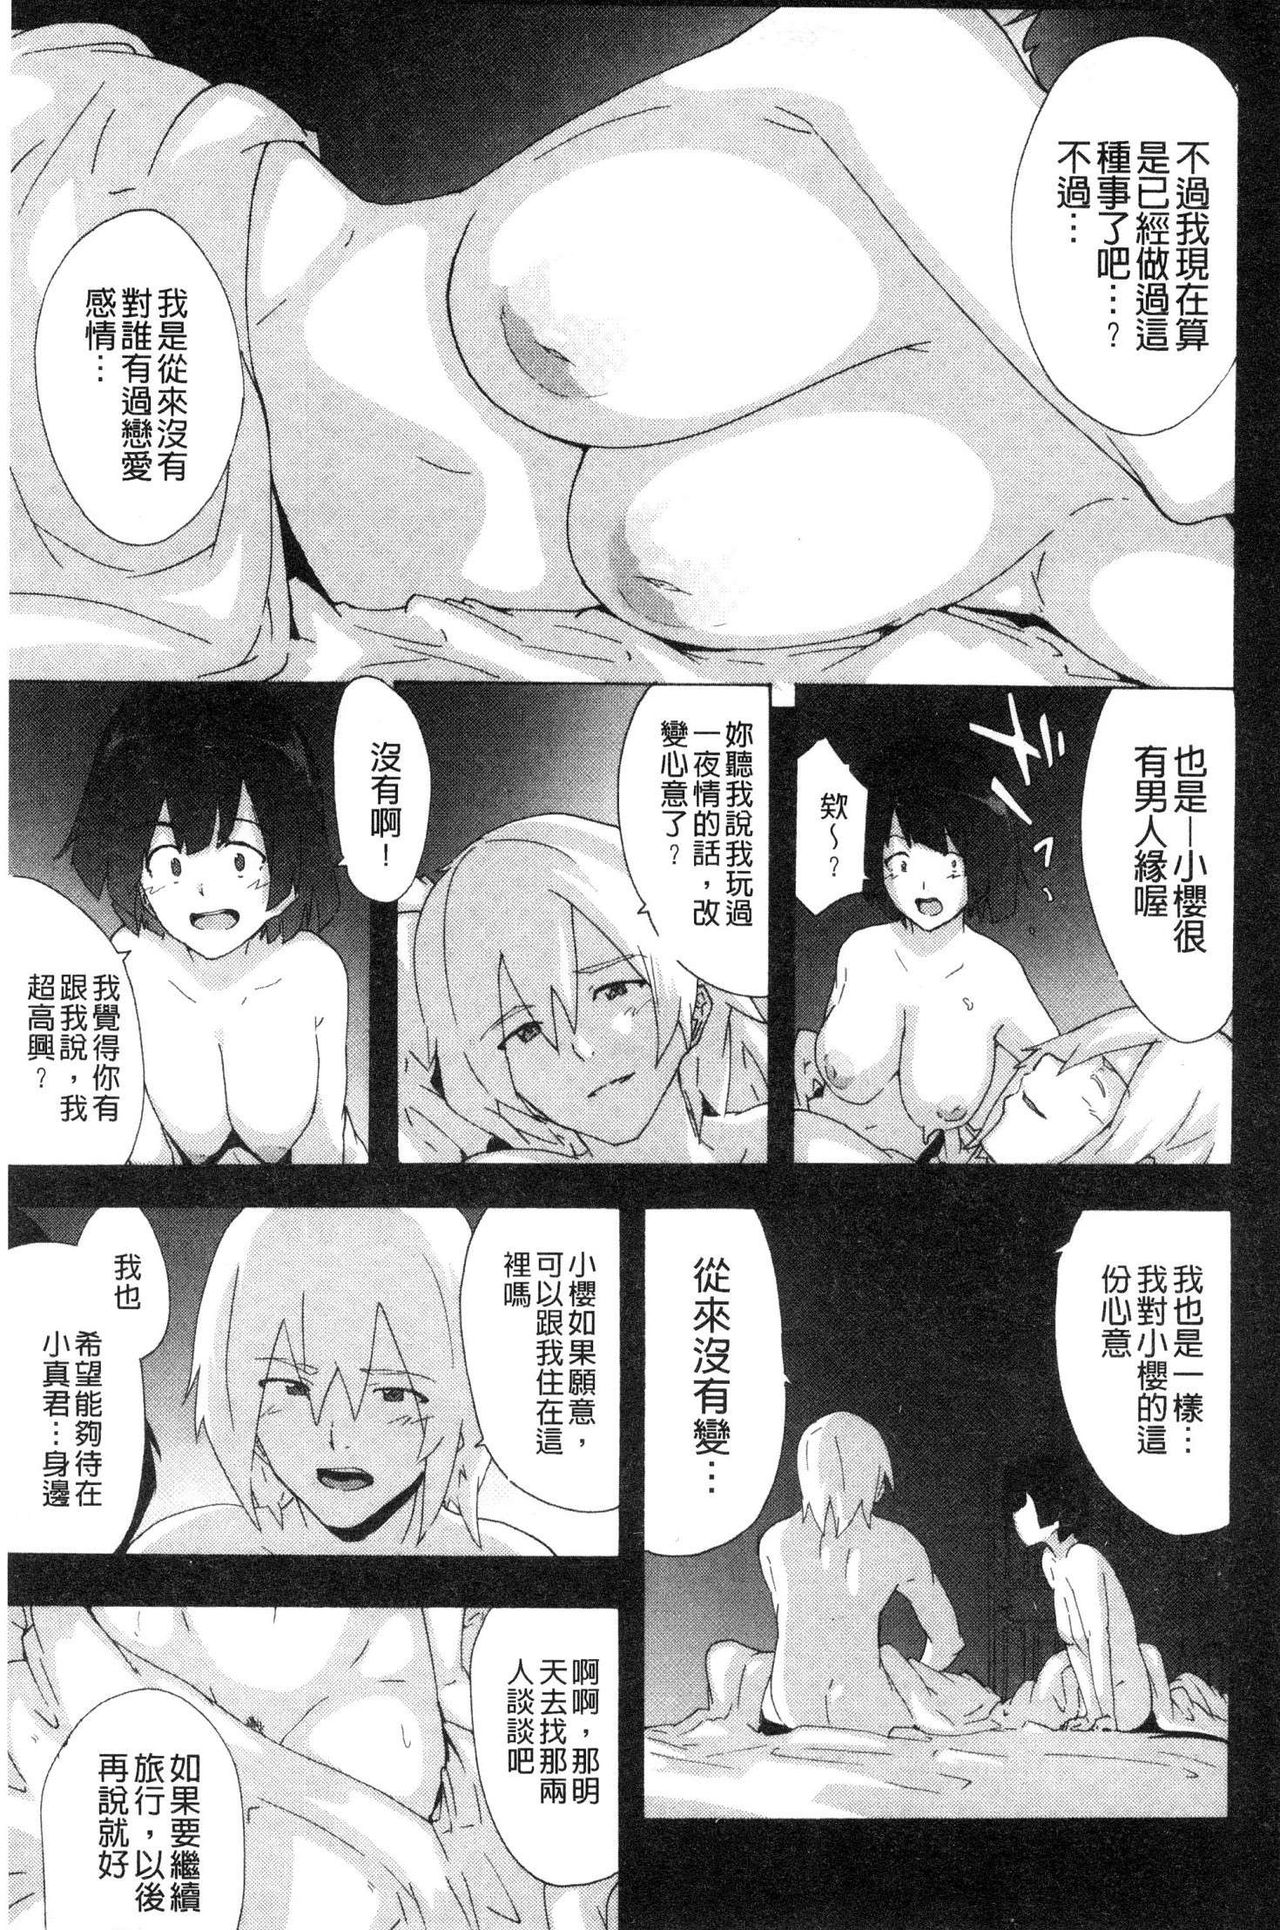 不過我現在算
是已經做過這
種事了吧…?
不過…
我是從來沒有
對誰有過戀愛
感情…
也是—小櫻很
有男人緣喔
欸～?
妳聽我說我玩過
一夜情的話，改
變心意了?
沒有啊!
我覺得你有
跟我說，我
超高興?
我也是一樣…
我對小櫻的這
份心意
從來沒有變…
小櫻如果願意，
可以跟我住在這
裡嗎
我也
希望能夠待在
小真君…身邊
啊啊，那明
天去找那兩
人談談吧
如果要繼續
旅行，以後
再說就好